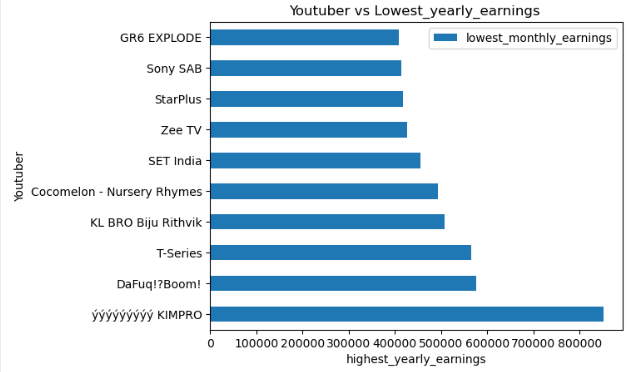 Youtuber vs Lowest_yearly_earnings
lowest_monthly_earnings
Youtuber
GR6 EXPLODE
Sony SAB
StarPlus
Zee TV
SET India
Cocomelon - Nursery Rhymes
KL BRO Biju Rithvik
T-Series
DaFuq!?Boom!
ýýýýýýýýý KIMPRO
0 100000 200000 300000 400000 500000 600000 700000 800000
highest_yearly_earnings